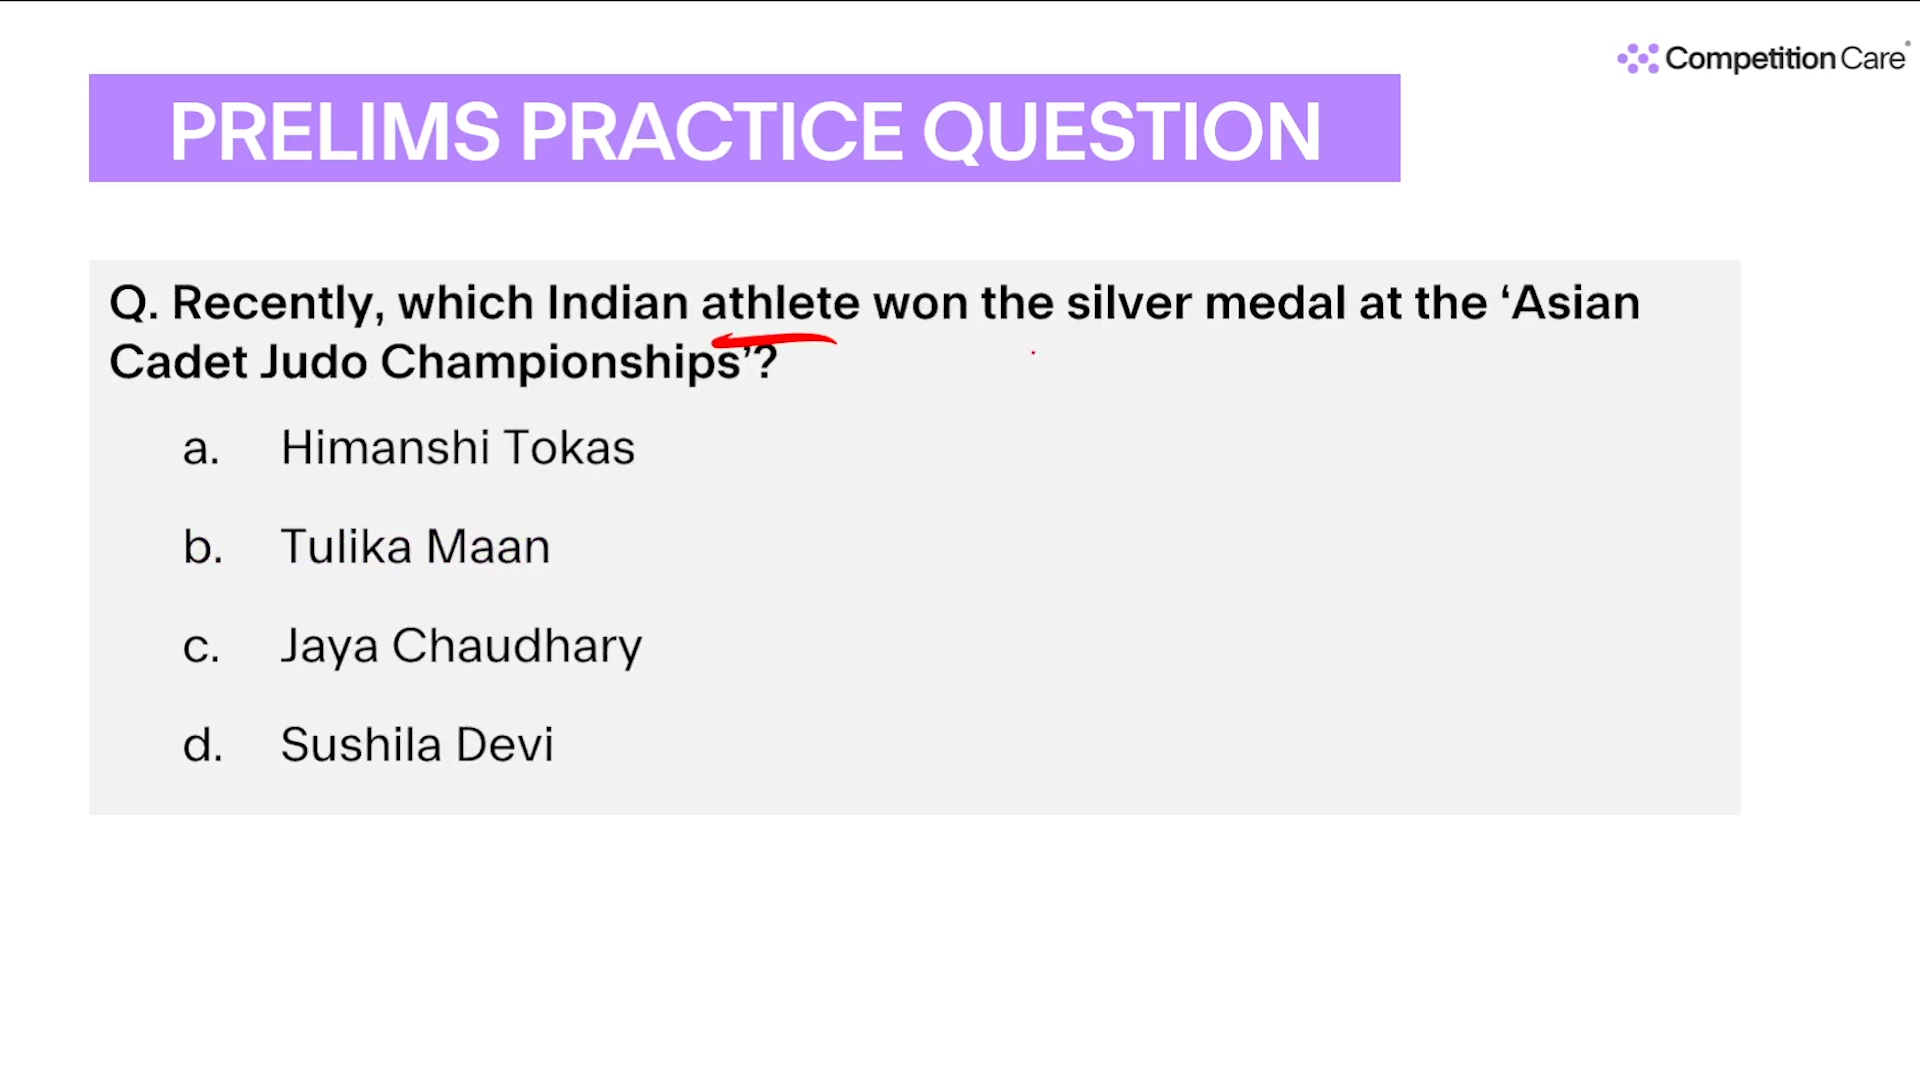 Competition Care®
PRELIMS PRACTICE QUESTION
Q. Recently, which Indian athlete won the silver medal at the ‘Asian
Cadet Judo Championships’?
a. Himanshi Tokas
b. Tulika Maan
c. Jaya Chaudhary
d. Sushila Devi